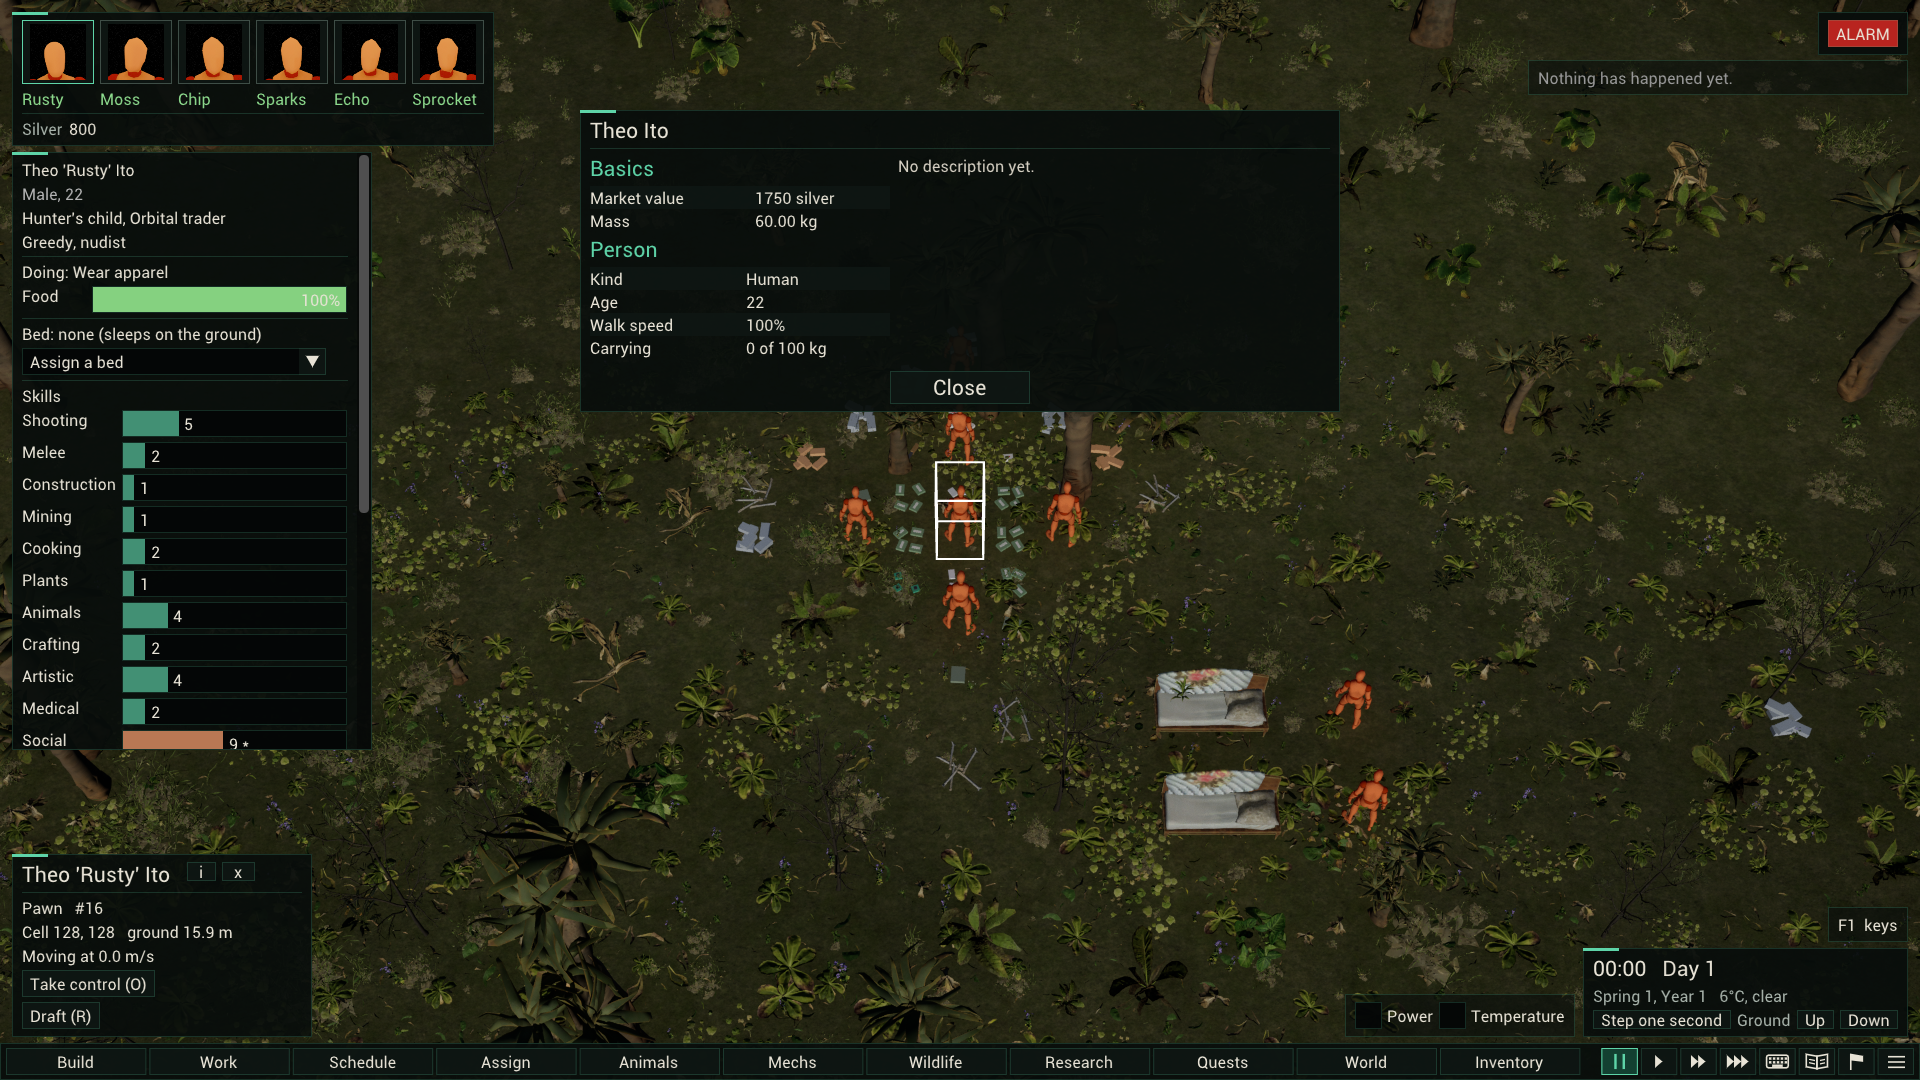 Rusty Moss Chip Sparks Echo Sprocket
Silver 800
ALARM
Nothing has happened yet.
Theo 'Rusty' Ito
Male, 22
Hunter's child, Orbital trader
Greedy, nudist
Doing: Wear apparel
Food 100%
Bed: none (sleeps on the ground)
Assign a bed
Skills
Shooting 5
Melee 2
Construction 1
Mining 1
Cooking 2
Plants 1
Animals 4
Crafting 2
Artistic 4
Medical 2
Social 9 *
Theo Ito
Basics
Market value 1750 silver
Mass 60.00 kg
Person
Kind Human
Age 22
Walk speed 100%
Carrying 0 of 100 kg
No description yet.
Close
Theo 'Rusty' Ito i x
Pawn #16
Cell 128, 128 ground 15.9 m
Moving at 0.0 m/s
Take control (O)
Draft (R)
F1 keys
00:00 Day 1
Spring 1, Year 1 6°C, clear
Step one second Ground Up Down
Power Temperature
Build Work Schedule Assign Animals Mechs Wildlife Research Quests World Inventory